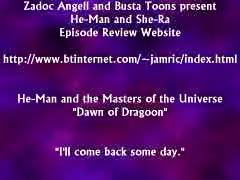 Zadoc Angell and Busta Toons present
He-Man and She-Ra
Episode Review Website
http://www.btinternet.com/~jamric/index.html
He-Man and the Masters of the Universe
"Dawn of Dragoon"
"I'll come back some day."